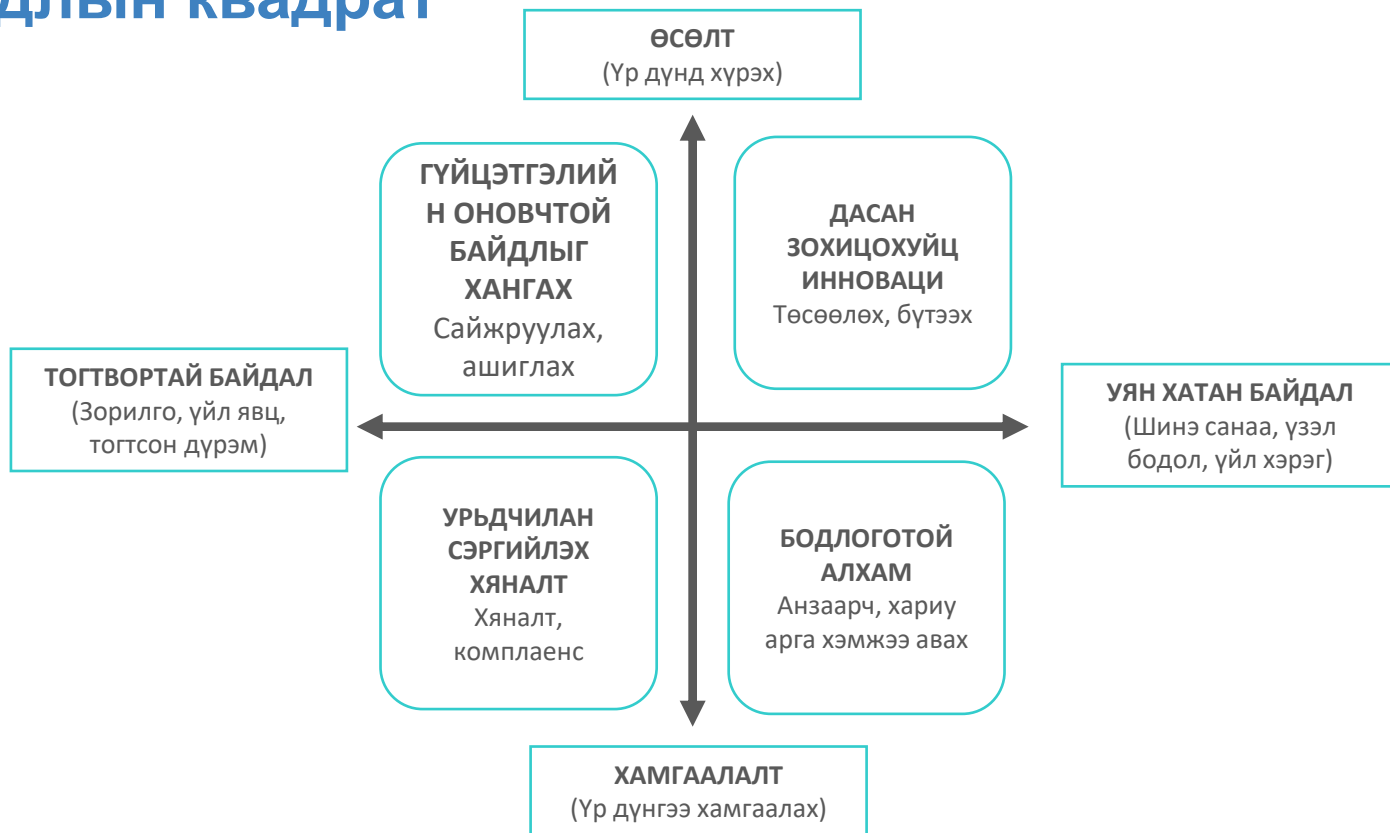 длын квадрат
ӨСӨЛТ
(Үр дүнд хүрэх)
ГҮЙЦЭТГЭЛИЙ
Н ОНОВЧТОЙ
БАЙДЛЫГ
ХАНГАХ
Сайжруулах,
ашиглах
ДАСАН
ЗОХИЦОХУЙЦ
ИННОВАЦИ
Төсөөлөх, бүтээх
ТОГТВОРТАЙ БАЙДАЛ
(Зорилго, үйл явц,
тогтсон дүрэм)
УЯН ХАТАН БАЙДАЛ
(Шинэ санаа, үзэл
бодол, үйл хэрэг)
УРЬДЧИЛАН
СЭРГИЙЛЭХ
ХЯНАЛТ
Хяналт,
комплаенс
БОДЛОГОТОЙ
АЛХАМ
Анзаарч, хариу
арга хэмжээ авах
ХАМГААЛАЛТ
(Үр дүнгээ хамгаалах)